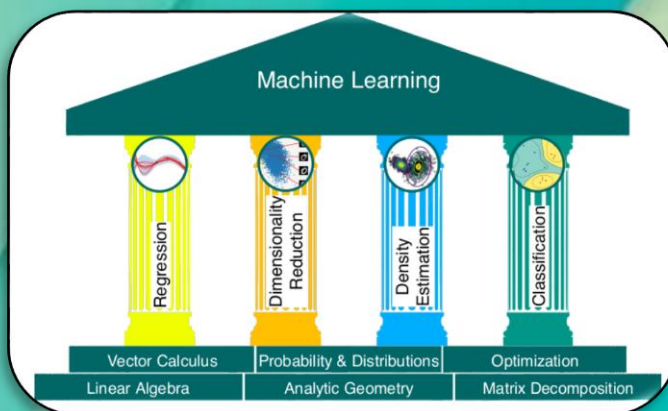 Machine Learning
Regression
Dimensionality
Reduction
Density
Estimation
Classification
Vector Calculus
Probability & Distributions
Optimization
Linear Algebra
Analytic Geometry
Matrix Decomposition